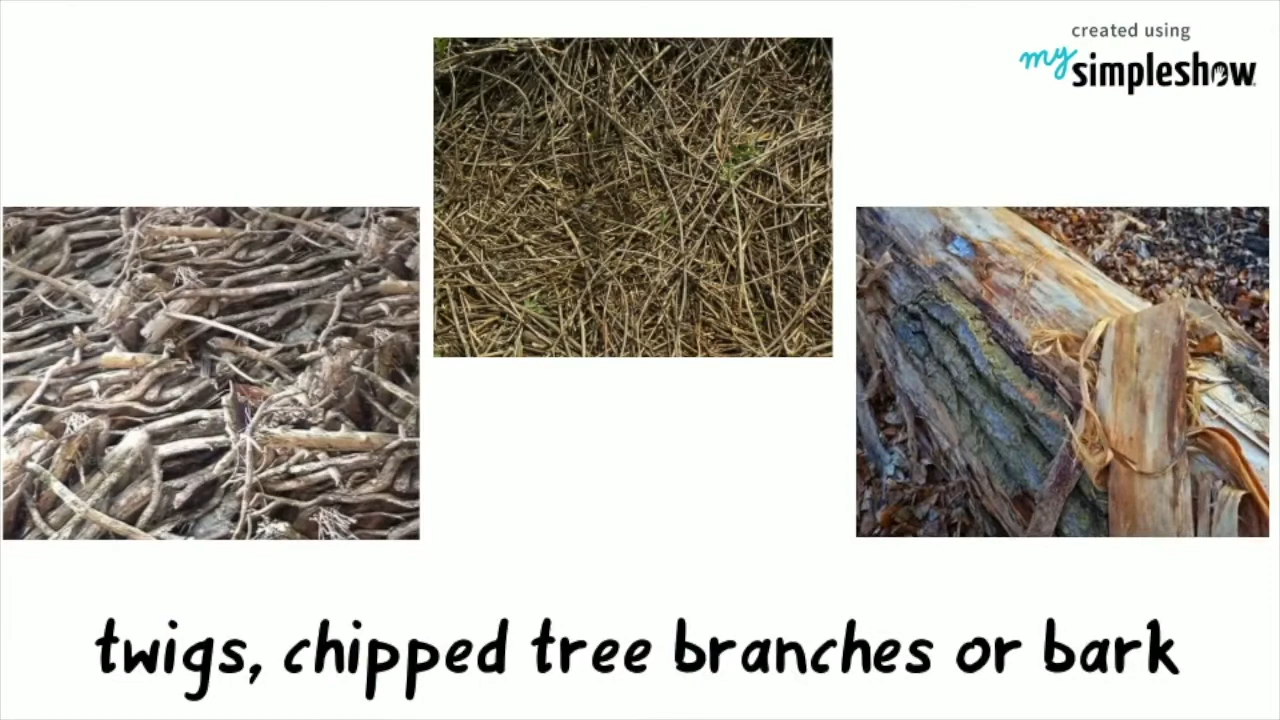 created using
my simpleshow
twigs, chipped tree branches or bark